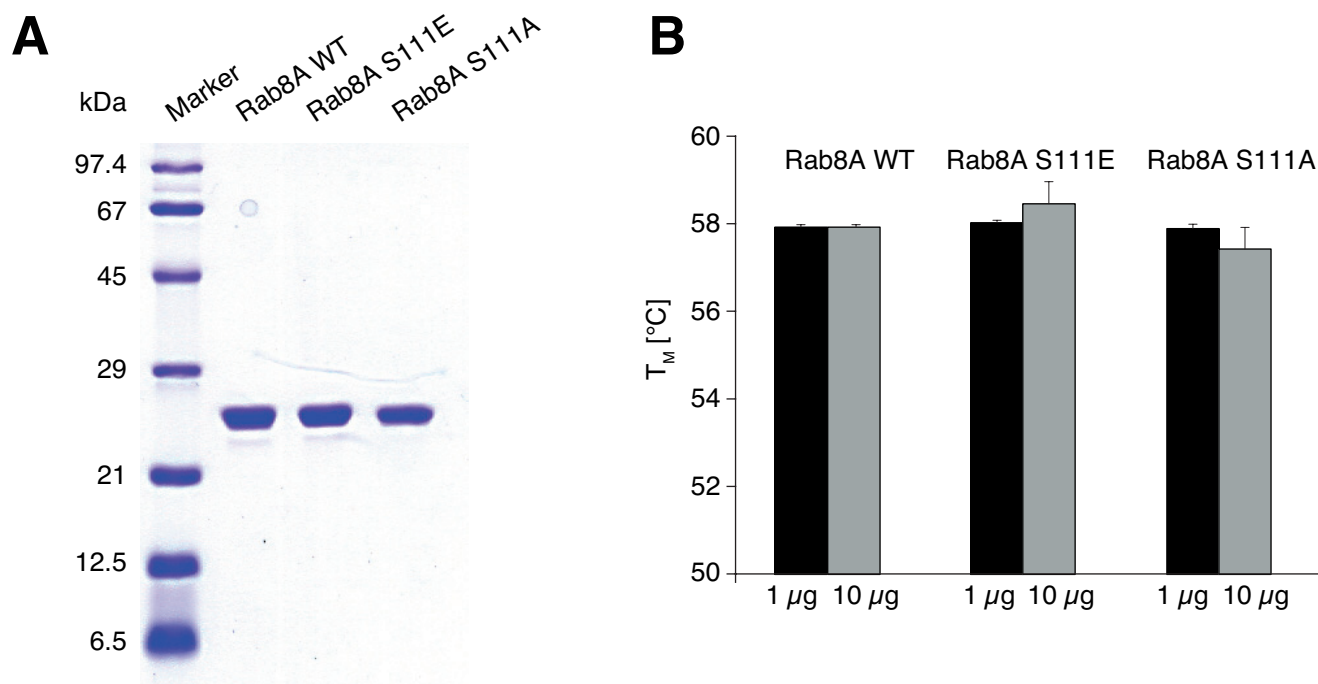 A
kDa
Marker
Rab8A WT
Rab8A S111E
Rab8A S111A
97.4
67
45
29
21
12.5
6.5
B
60
58
56
54
52
50
TM [°C]
Rab8A WT
Rab8A S111E
Rab8A S111A
1 µg 10 µg 1 µg 10 µg 1 µg 10 µg